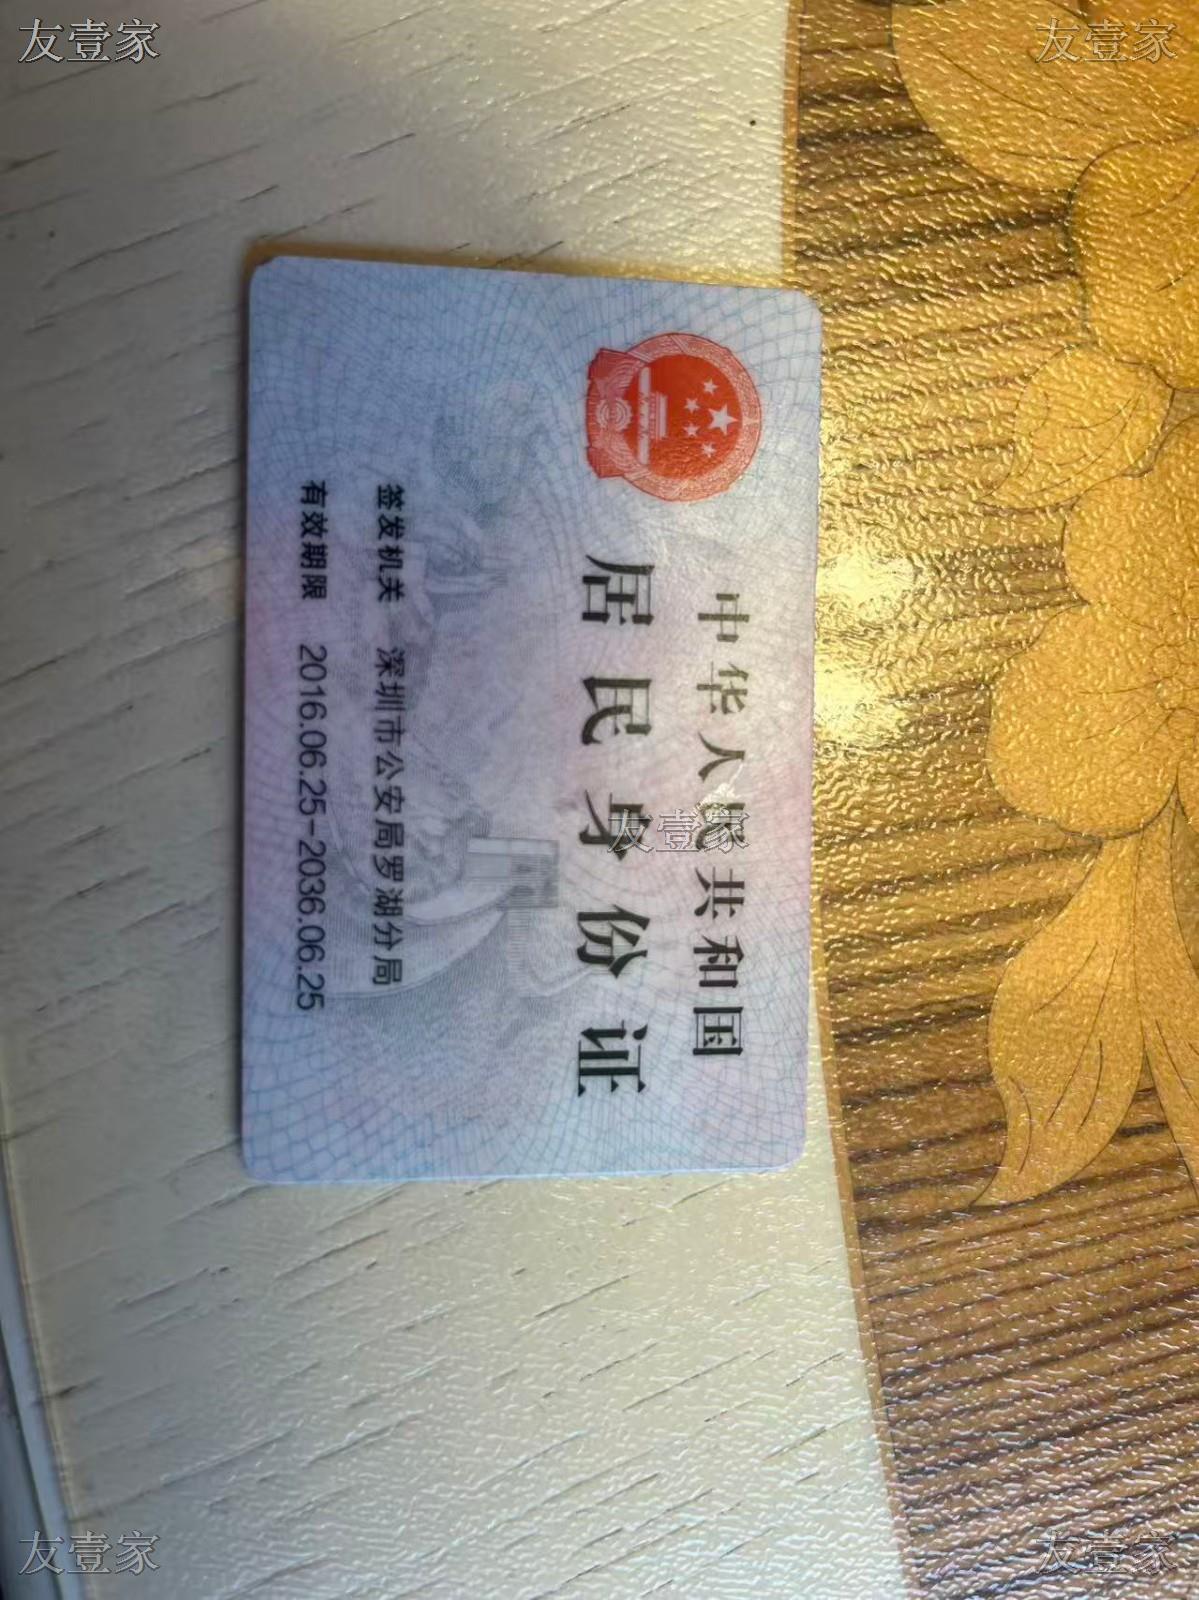 友壹家
友壹家
中华人民共和国
居民身份证
签发机关 深圳市公安局罗湖分局
有效期限 2016.06.25-2036.06.25
友壹家
友壹家
友壹家